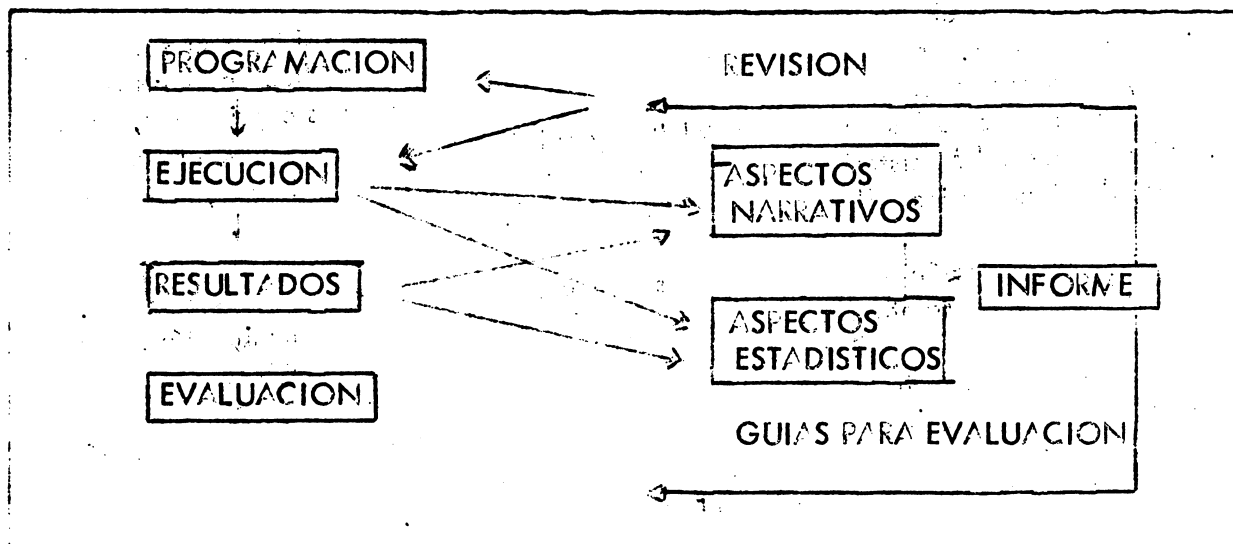 PROGRAMACION
REVISION
EJECUCION
ASPECTOS
NARRATIVOS
RESULTADOS
INFORME
ASPECTOS
ESTADISTICOS
EVALUACION
GUIAS PARA EVALUACION